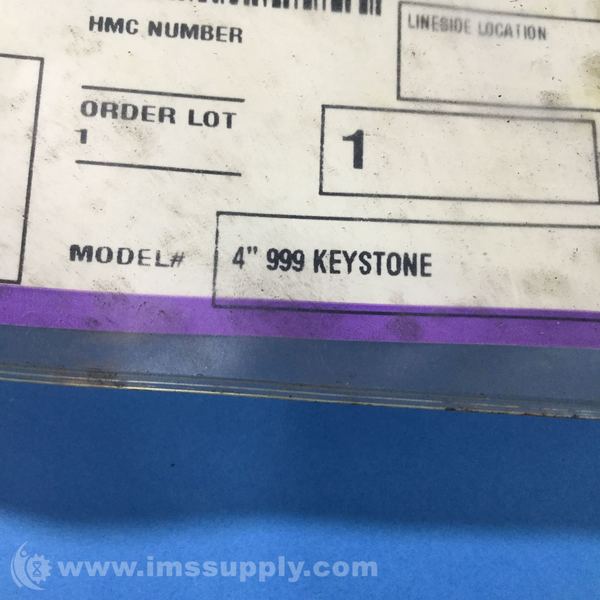 HMC NUMBER
LINESIDE LOCATION
ORDER LOT
1
1
MODEL# 4" 999 KEYSTONE
www.imssupply.com